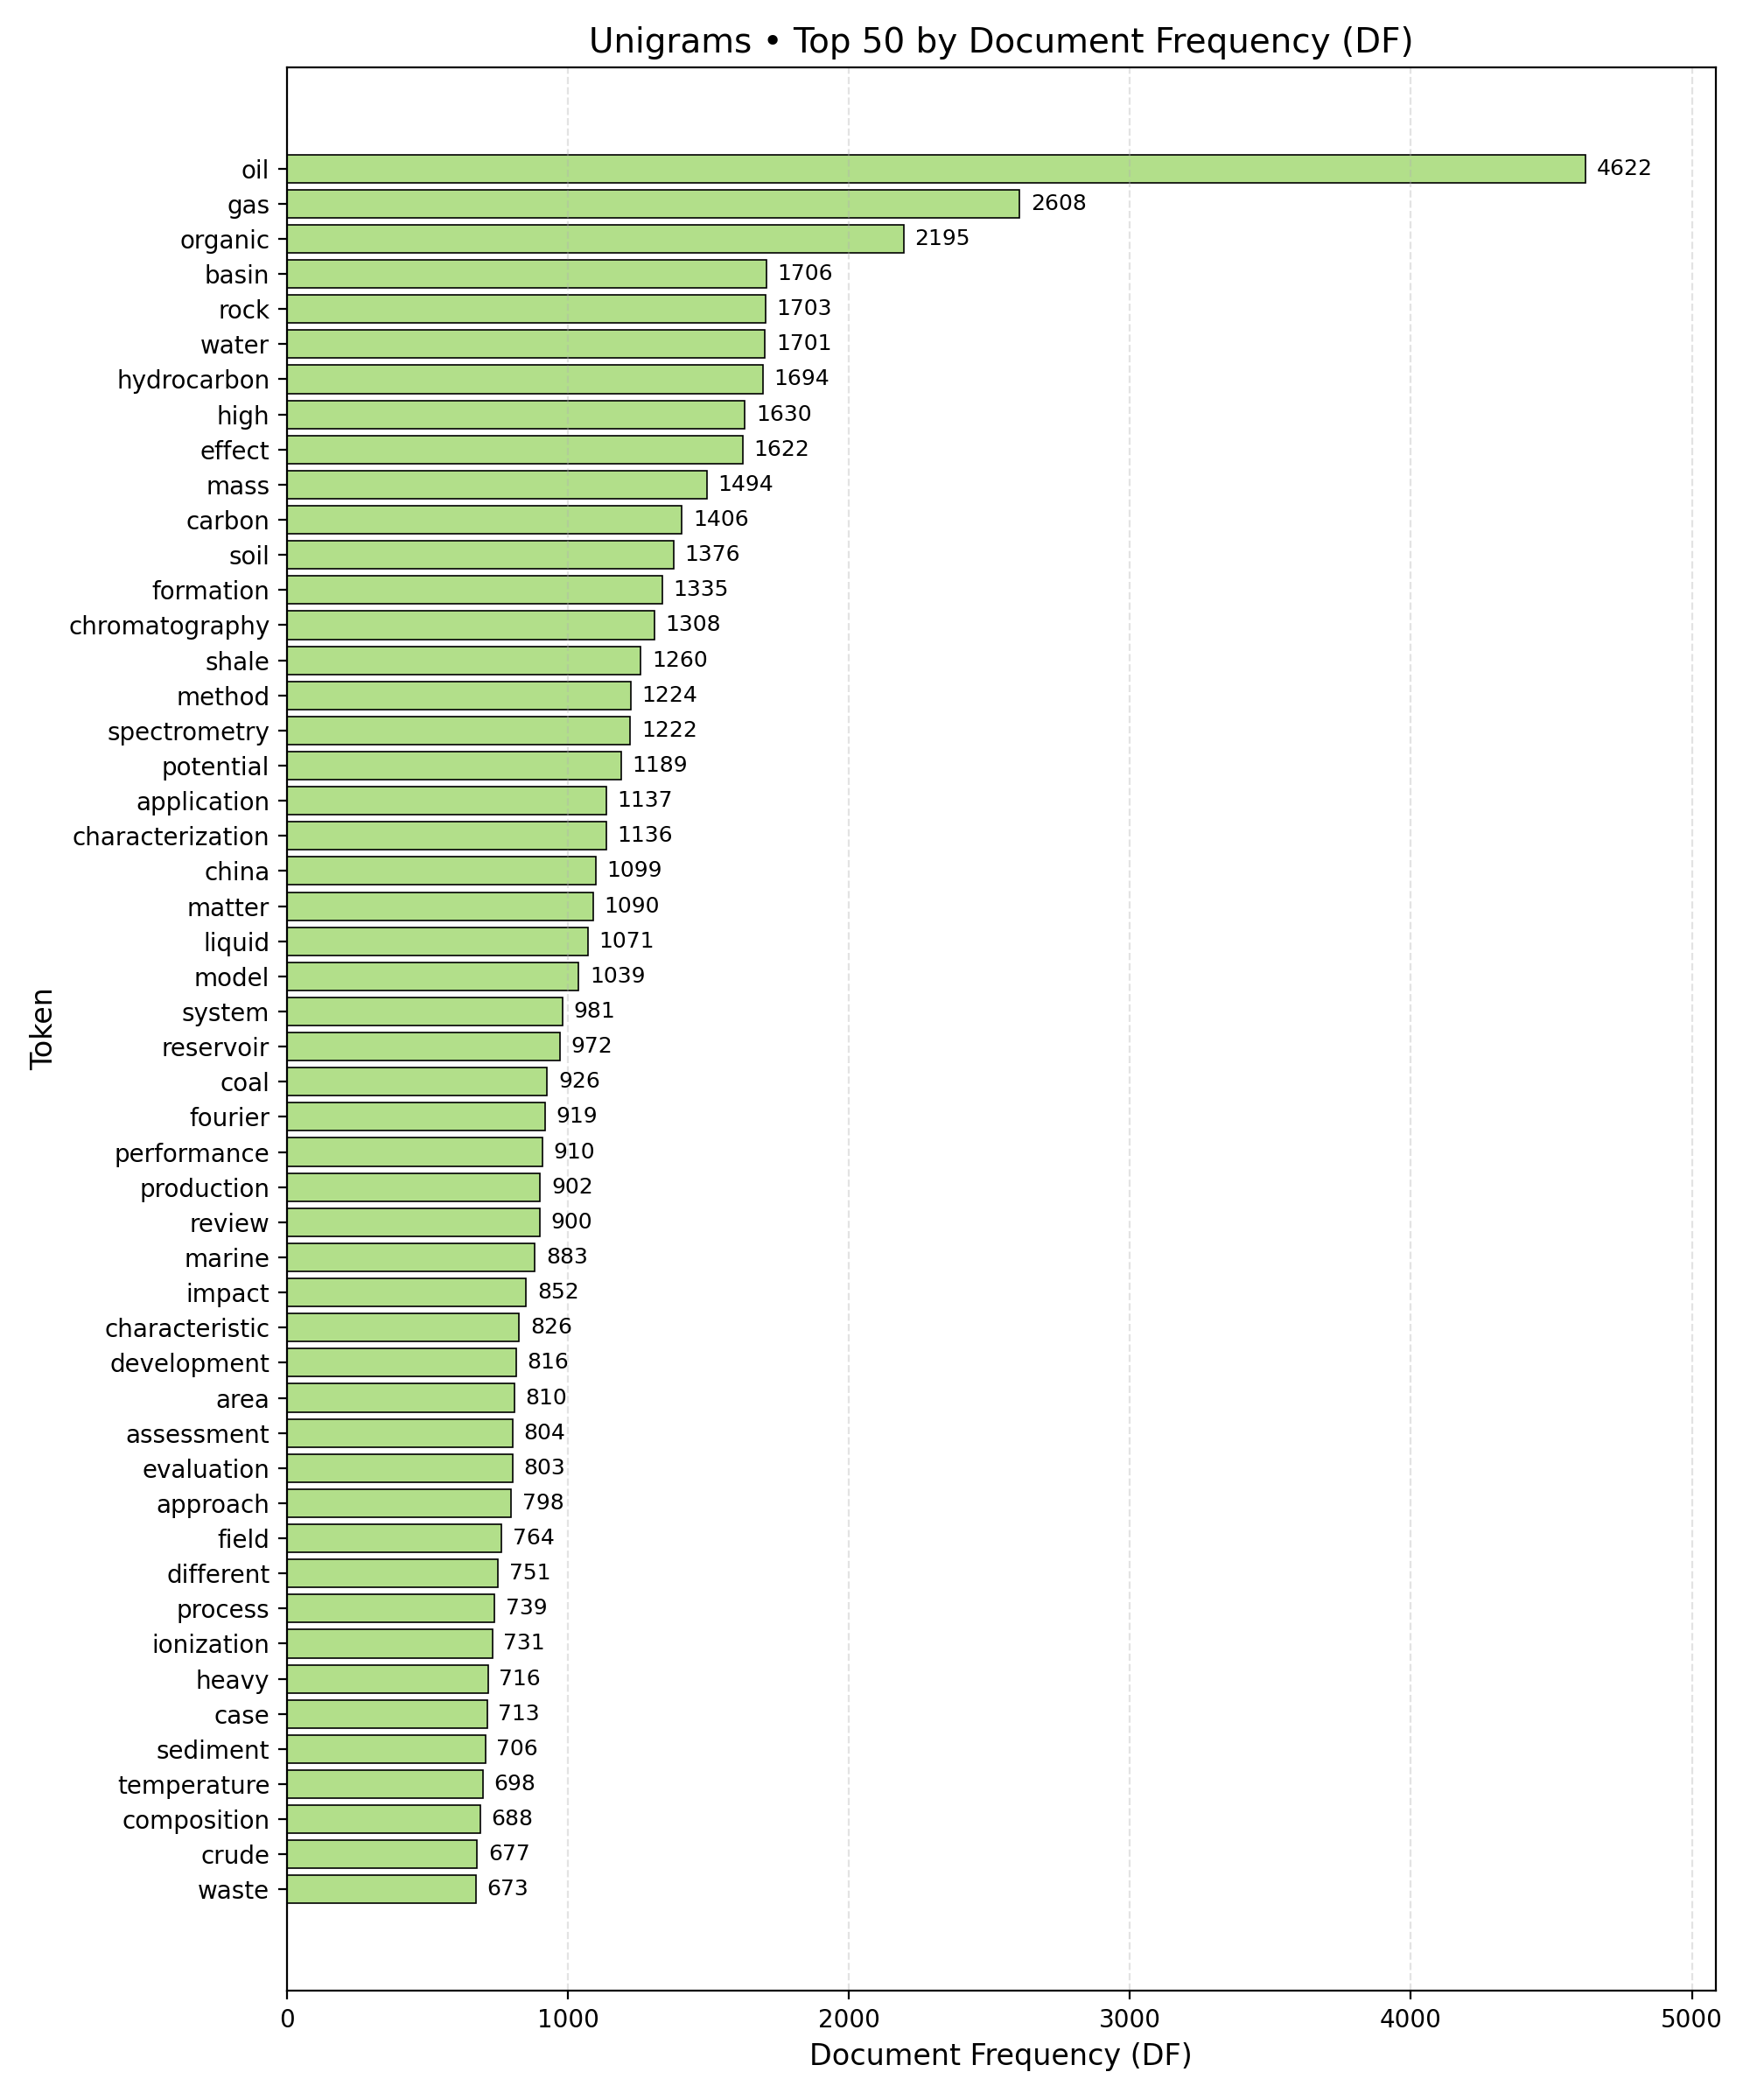 Unigrams • Top 50 by Document Frequency (DF)
oil 4622
gas 2608
organic 2195
basin 1706
rock 1703
water 1701
hydrocarbon 1694
high 1630
effect 1622
mass 1494
carbon 1406
soil 1376
formation 1335
chromatography 1308
shale 1260
method 1224
spectrometry 1222
potential 1189
application 1137
characterization 1136
china 1099
matter 1090
liquid 1071
model 1039
system 981
reservoir 972
coal 926
fourier 919
performance 910
production 902
review 900
marine 883
impact 852
characteristic 826
development 816
area 810
assessment 804
evaluation 803
approach 798
field 764
different 751
process 739
ionization 731
heavy 716
case 713
sediment 706
temperature 698
composition 688
crude 677
waste 673
Token
0 1000 2000 3000 4000 5000
Document Frequency (DF)